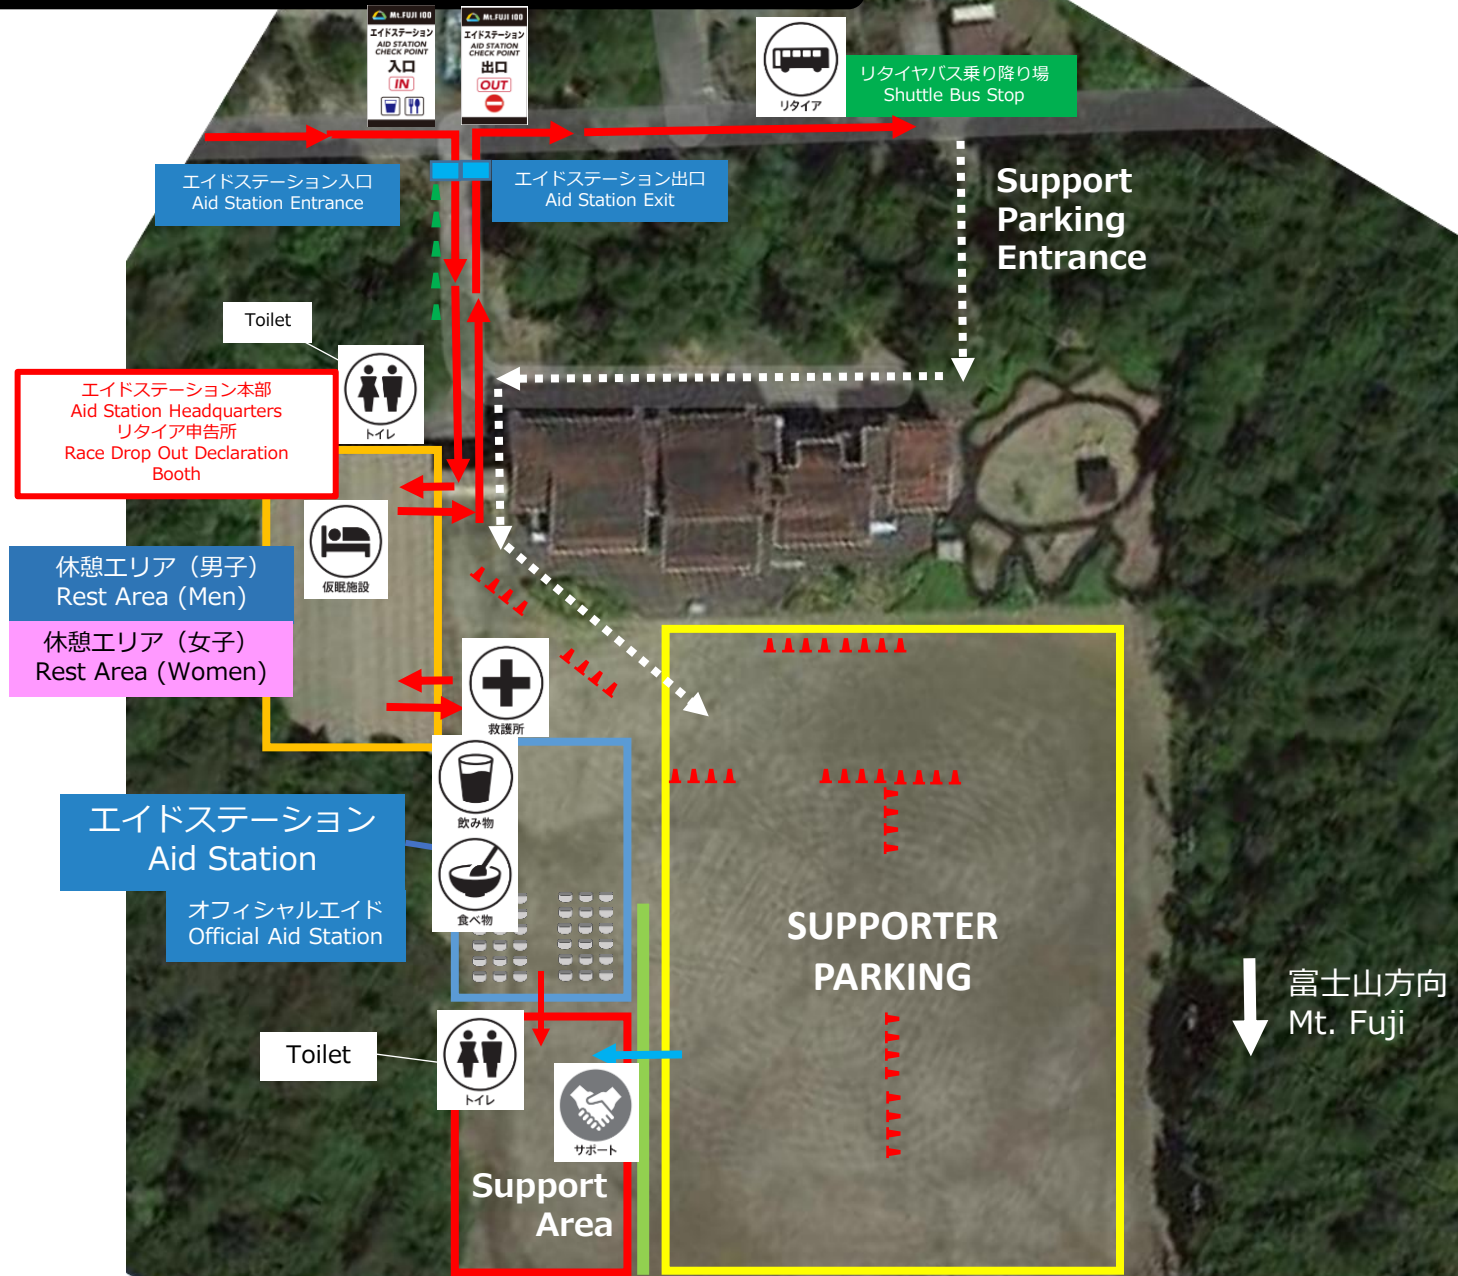 Mt.FUJI 100
エイドステーション
AID STATION
CHECK POINT
入口
IN
Mt.FUJI 100
エイドステーション
AID STATION
CHECK POINT
出口
OUT
リタイア
リタイヤバス乗り降り場
Shuttle Bus Stop
エイドステーション入口
Aid Station Entrance
エイドステーション出口
Aid Station Exit
Support
Parking
Entrance
Toilet
トイレ
エイドステーション本部
Aid Station Headquarters
リタイア申告所
Race Drop Out Declaration
Booth
仮眠施設
休憩エリア（男子）
Rest Area (Men)
休憩エリア（女子）
Rest Area (Women)
救護所
飲み物
エイドステーション
Aid Station
食べ物
オフィシャルエイド
Official Aid Station
SUPPORTER
PARKING
富士山方向
Mt. Fuji
Toilet
トイレ
サポート
Support
Area